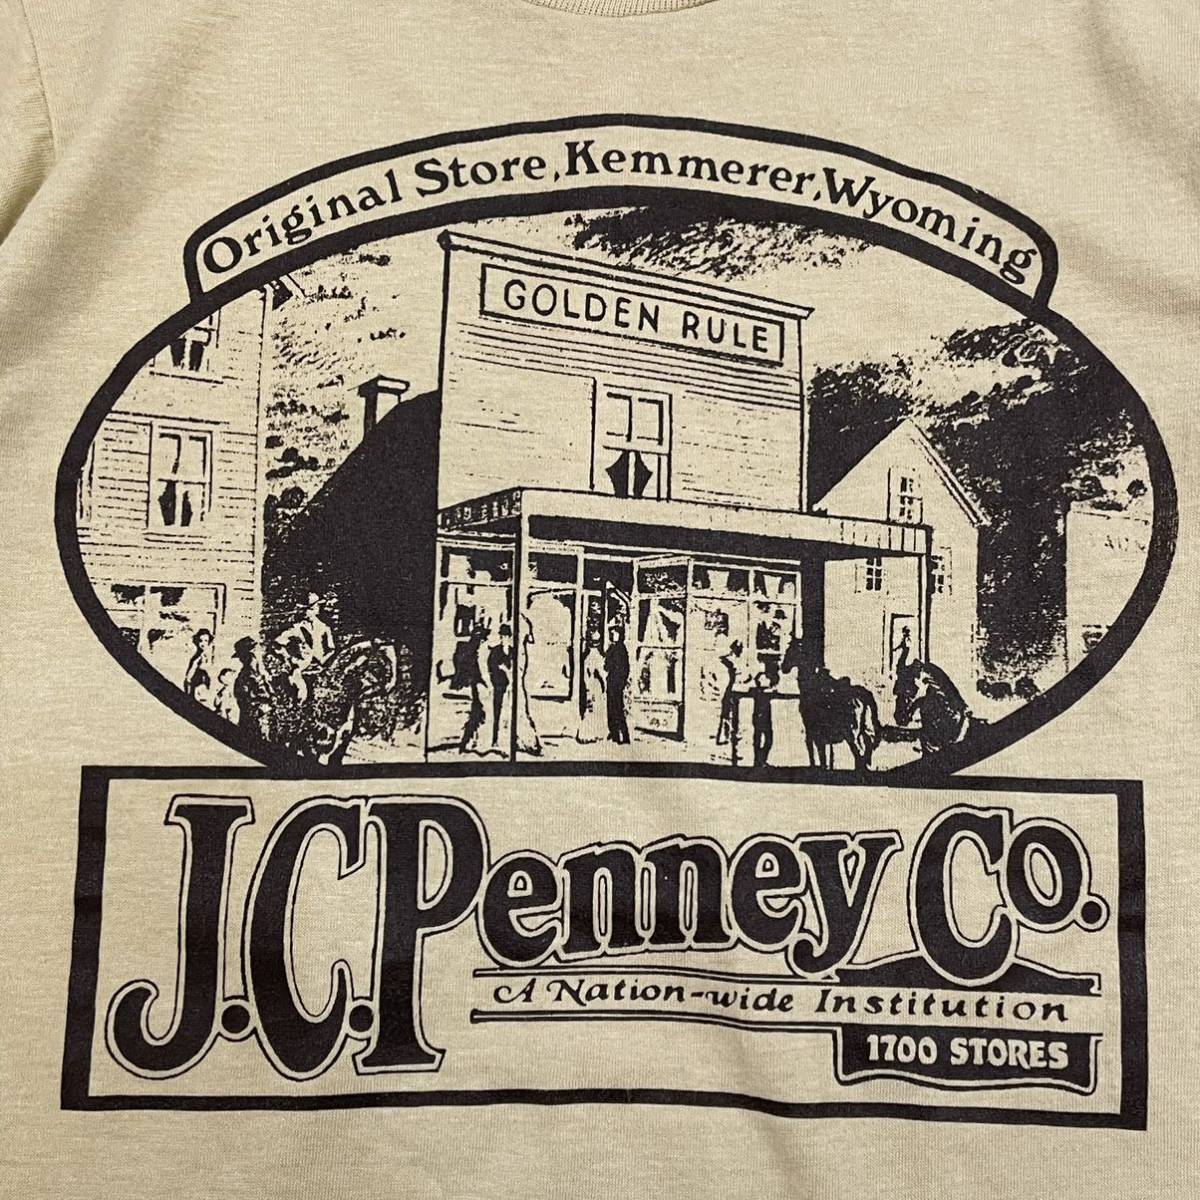 Original Store, Kemmerer, Wyoming
GOLDEN RULE
J.C.Penney Co.
A Nation-wide Institution
1700 STORES